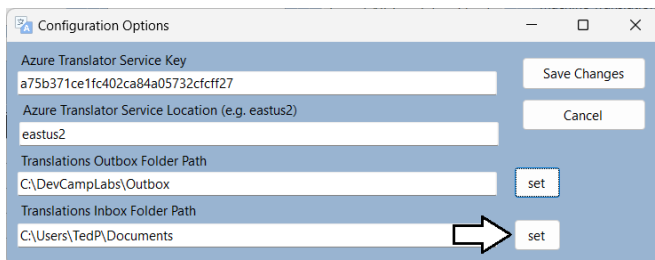 Configuration Options
Azure Translator Service Key
a75b371ce1fc402ca84a05732cfcff27
Save Changes
Azure Translator Service Location (e.g. eastus2)
Cancel
eastus2
Translations Outbox Folder Path
C:\DevCampLabs\Outbox
set
Translations Inbox Folder Path
C:\Users\TedP\Documents
set